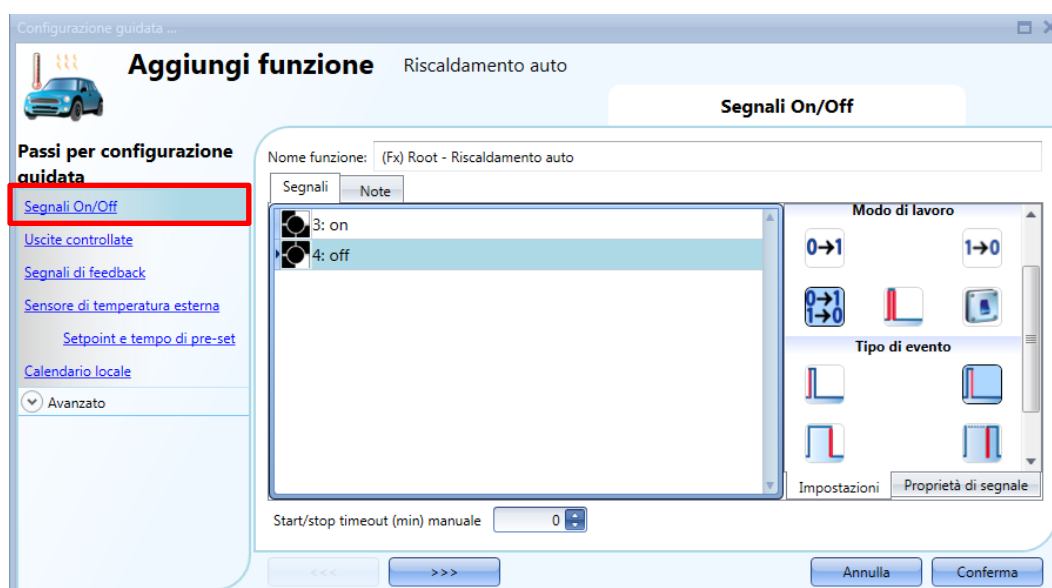 Configurazione guidata ...
Aggiungi funzione Riscaldamento auto
Segnali On/Off
Passi per configurazione
guidata
Segnali On/Off
Uscite controllate
Segnali di feedback
Sensore di temperatura esterna
Setpoint e tempo di pre-set
Calendario locale
Avanzato
Nome funzione: (Fx) Root - Riscaldamento auto
Segnali Note
3: on
4: off
Modo di lavoro
0→1 1→0
0→1
1→0
Tipo di evento
Impostazioni Proprietà di segnale
Start/stop timeout (min) manuale 0
<<< >>> Annulla Conferma